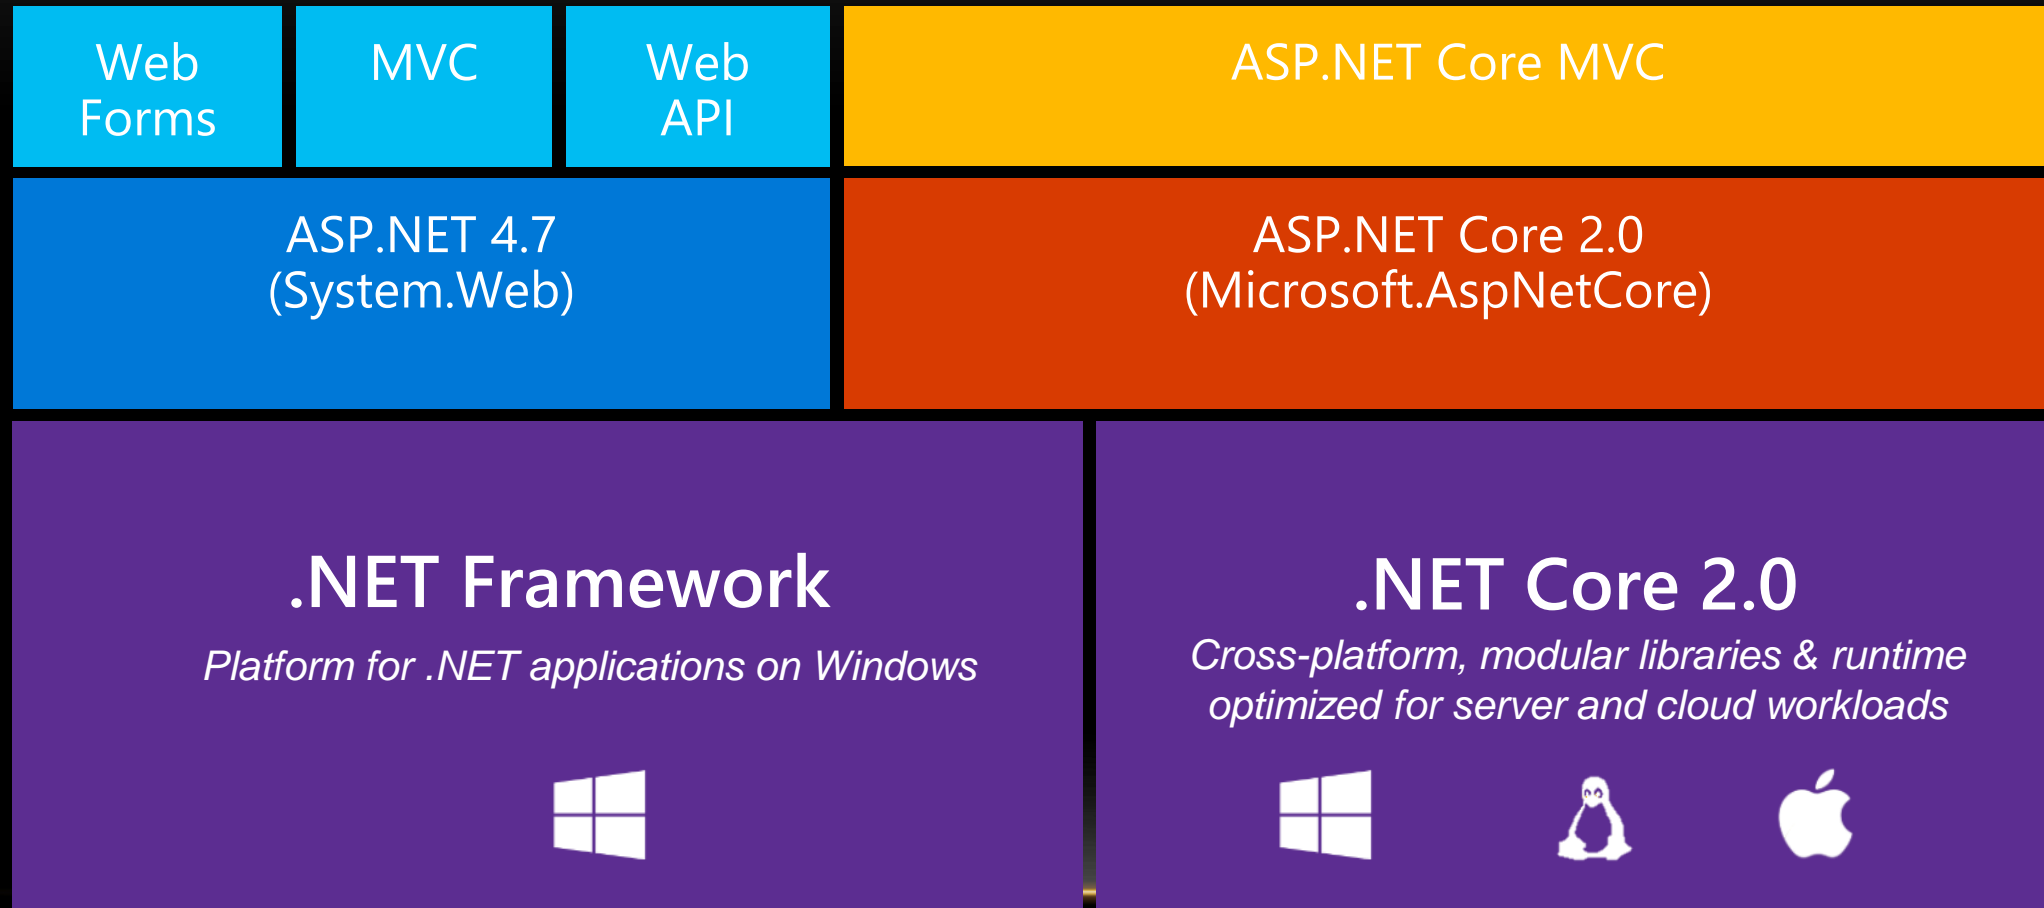 Web
Forms
MVC
Web
API
ASP.NET Core MVC
ASP.NET 4.7
(System.Web)
ASP.NET Core 2.0
(Microsoft.AspNetCore)
.NET Framework
Platform for .NET applications on Windows
.NET Core 2.0
Cross-platform, modular libraries & runtime
optimized for server and cloud workloads